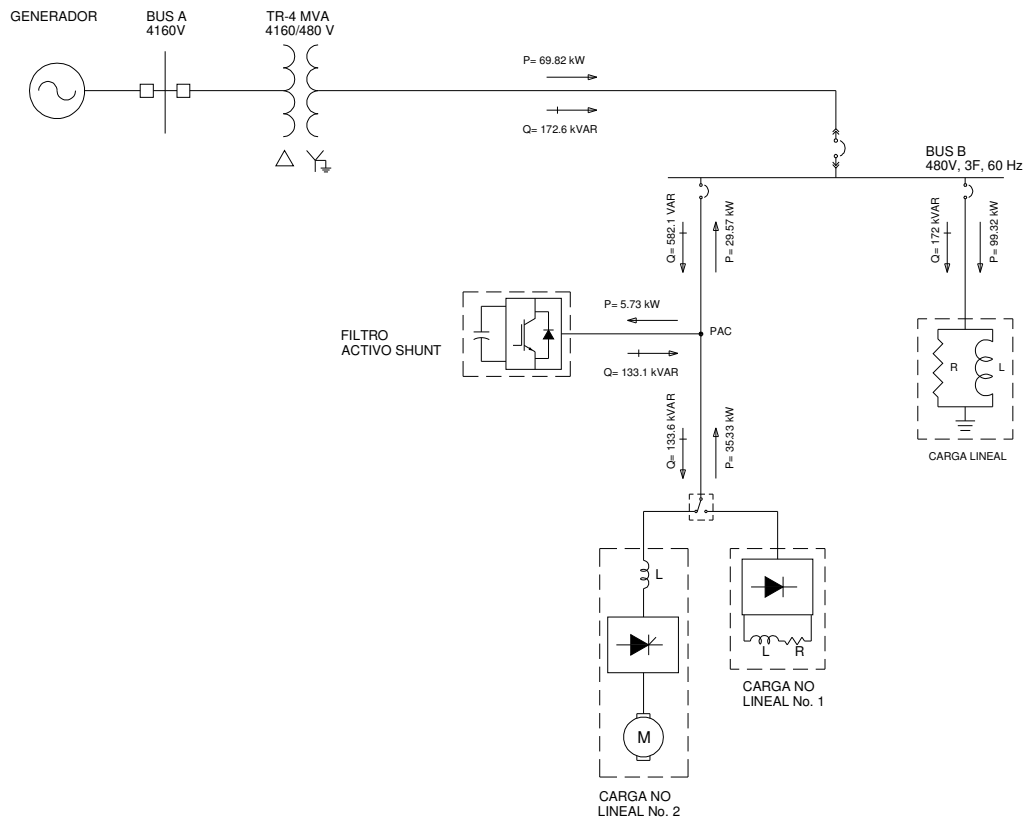 GENERADOR
BUS A
4160V
TR-4 MVA
4160/480 V
P= 69.82 kW
Q= 172.6 kVAR
BUS B
480V, 3F, 60 Hz
Q= 582.1 VAR
P= 29.57 kW
Q= 172 kVAR
P= 99.32 kW
P= 5.73 kW
PAC
FILTRO
ACTIVO SHUNT
Q= 133.1 kVAR
R
L
CARGA LINEAL
Q= 133.6 kVAR
P= 35.33 kW
L
L
R
CARGA NO
LINEAL No. 1
M
CARGA NO
LINEAL No. 2